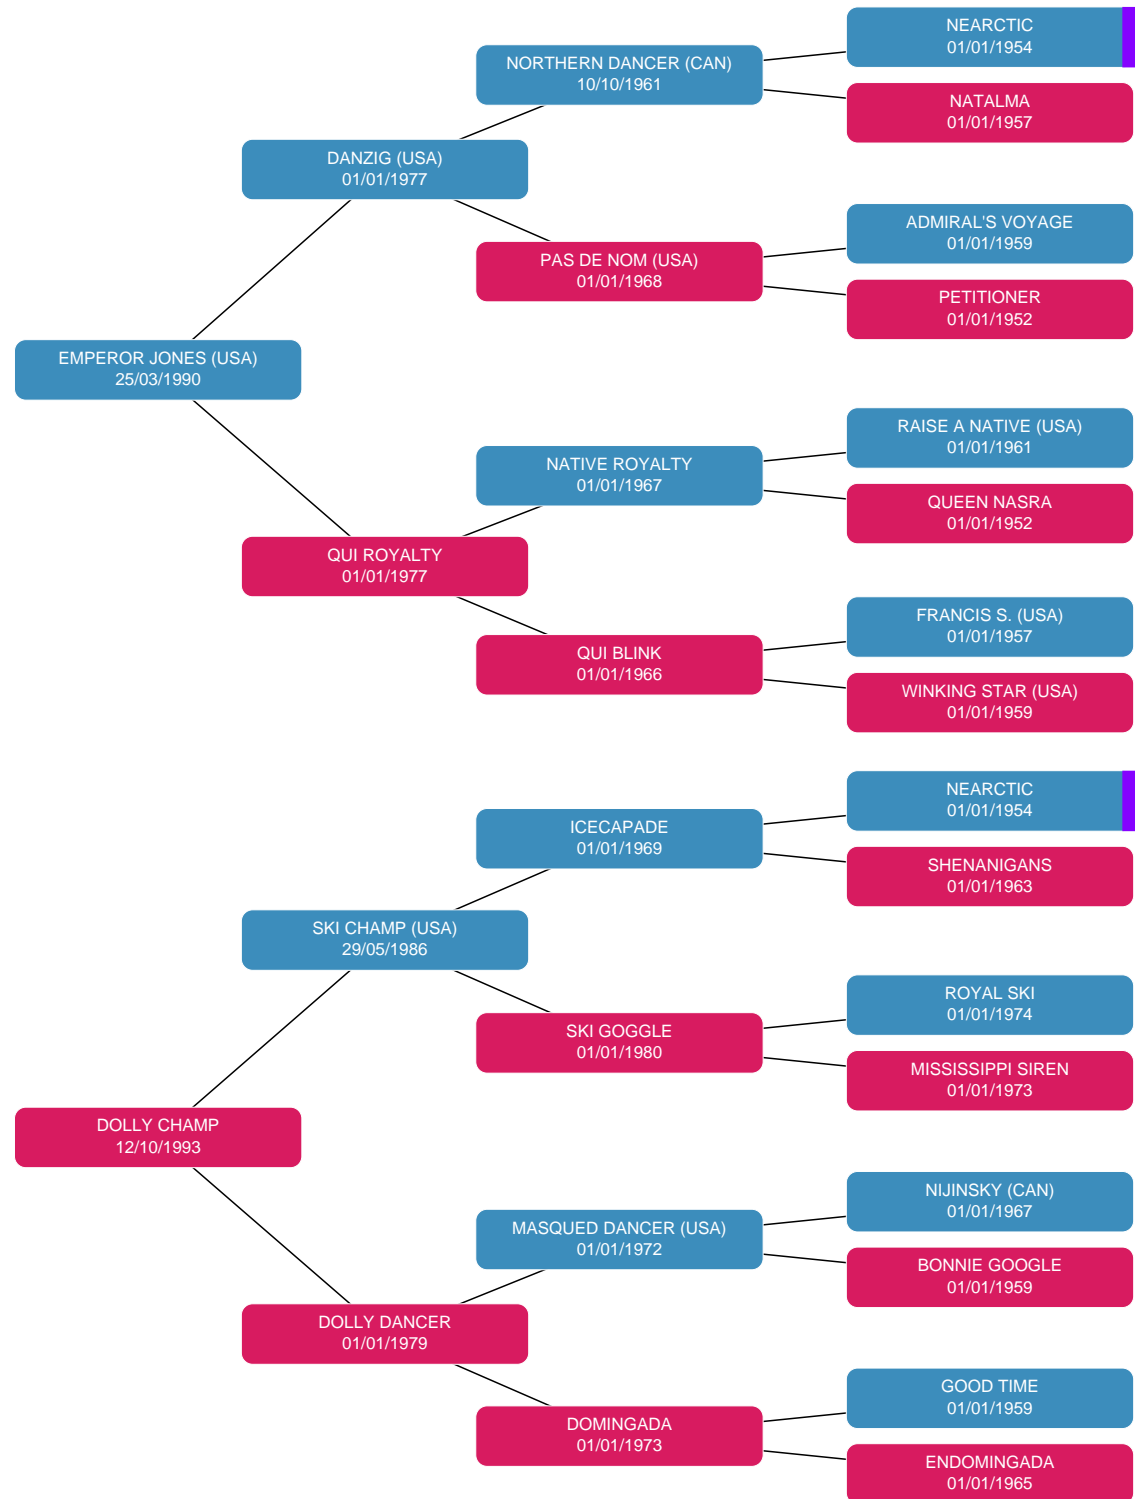 NEARCTIC
01/01/1954
NORTHERN DANCER (CAN)
10/10/1961
NATALMA
01/01/1957
DANZIG (USA)
01/01/1977
ADMIRAL'S VOYAGE
01/01/1959
PAS DE NOM (USA)
01/01/1968
PETITIONER
01/01/1952
EMPEROR JONES (USA)
25/03/1990
RAISE A NATIVE (USA)
01/01/1961
NATIVE ROYALTY
01/01/1967
QUEEN NASRA
01/01/1952
QUI ROYALTY
01/01/1977
FRANCIS S. (USA)
01/01/1957
QUI BLINK
01/01/1966
WINKING STAR (USA)
01/01/1959
NEARCTIC
01/01/1954
ICECAPADE
01/01/1969
SHENANIGANS
01/01/1963
SKI CHAMP (USA)
29/05/1986
ROYAL SKI
01/01/1974
SKI GOGGLE
01/01/1980
MISSISSIPPI SIREN
01/01/1973
DOLLY CHAMP
12/10/1993
NIJINSKY (CAN)
01/01/1967
MASQUED DANCER (USA)
01/01/1972
BONNIE GOOGLE
01/01/1959
DOLLY DANCER
01/01/1979
GOOD TIME
01/01/1959
DOMINGADA
01/01/1973
ENDOMINGADA
01/01/1965